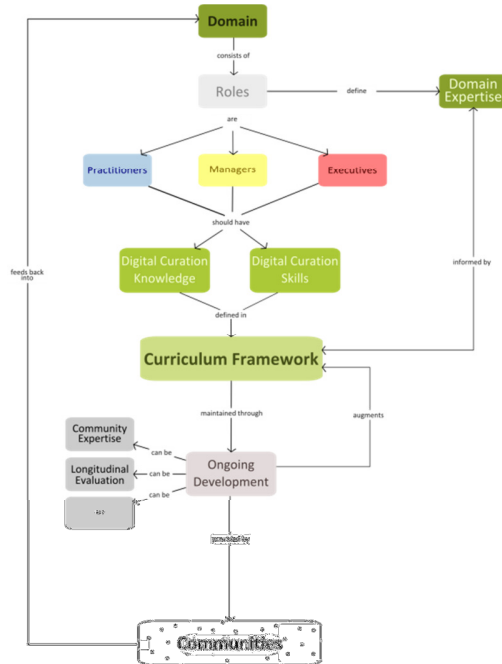 Domain
consists of
Roles
define
Domain
Expertise
are
Practitioners
Managers
Executives
should have
feeds back
into
Digital Curation
Knowledge
Digital Curation
Skills
informed by
defined in
Curriculum Framework
maintained through
augments
Community
Expertise
can be
Longitudinal
Evaluation
can be
Ongoing
Development
can be
Communities